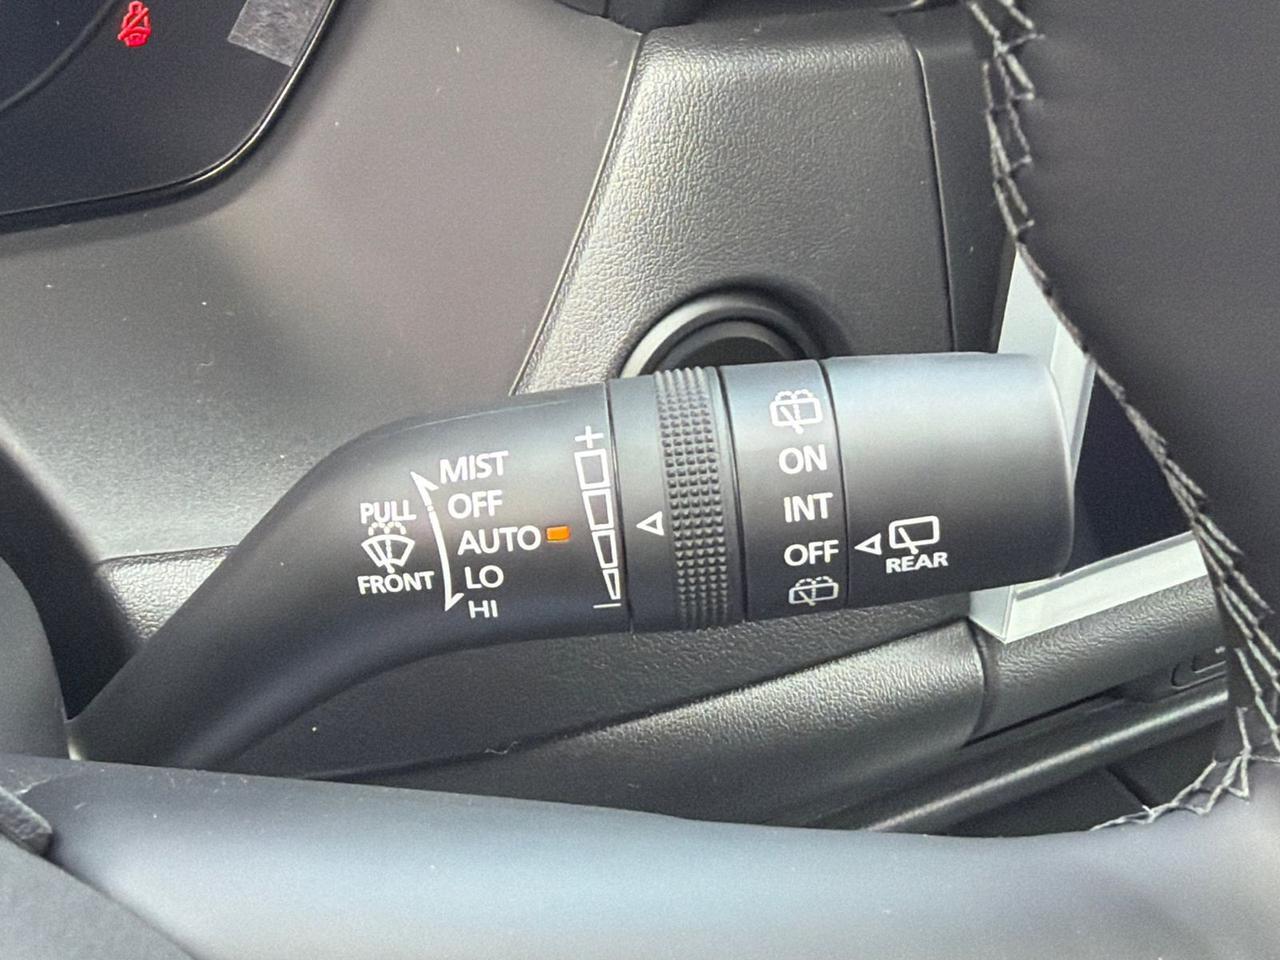 MIST
OFF
AUTO
LO
HI
PULL
FRONT
+
-
ON
INT
OFF
REAR